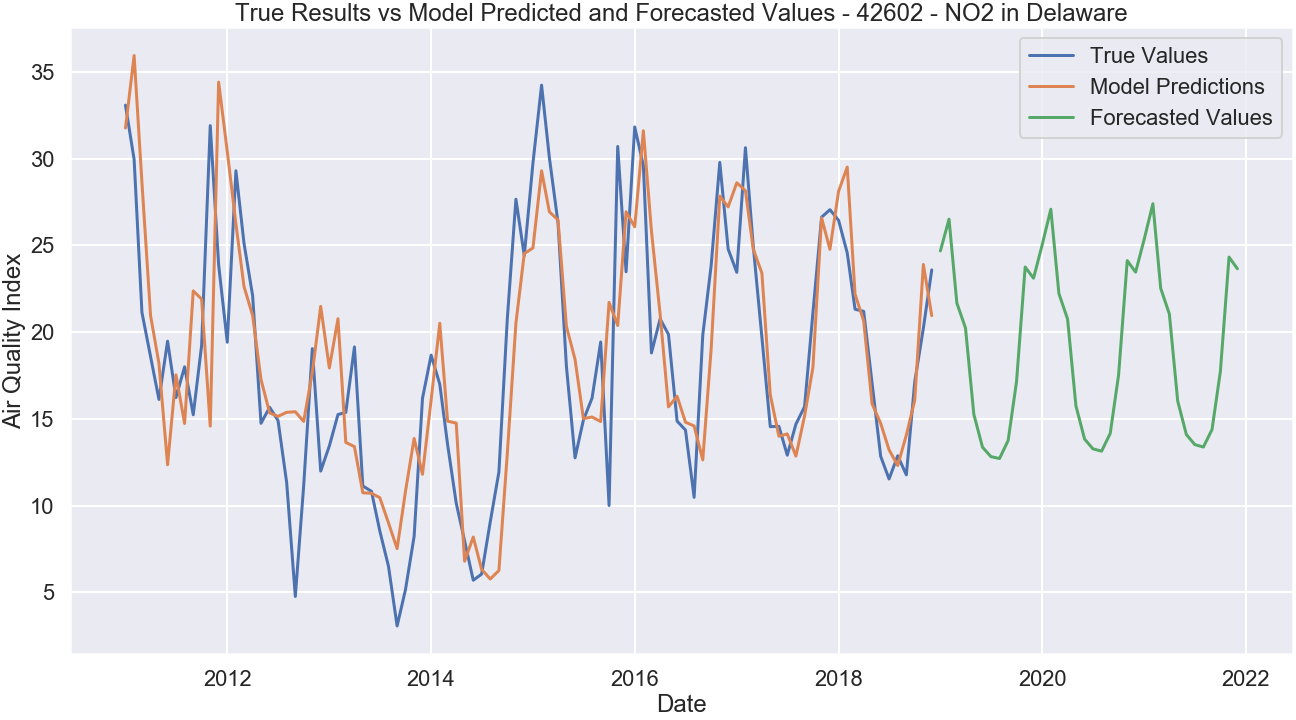 True Results vs Model Predicted and Forecasted Values - 42602 - NO2 in Delaware
True Values
Model Predictions
Forecasted Values
Air Quality Index
35
30
25
20
15
10
5
2012
2014
2016
2018
2020
2022
Date